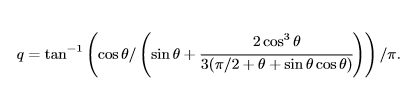 q = tan⁻¹ ( cos θ / ( sin θ + 2 cos³ θ / 3(π/2 + θ + sin θ cos θ) ) ) /π.